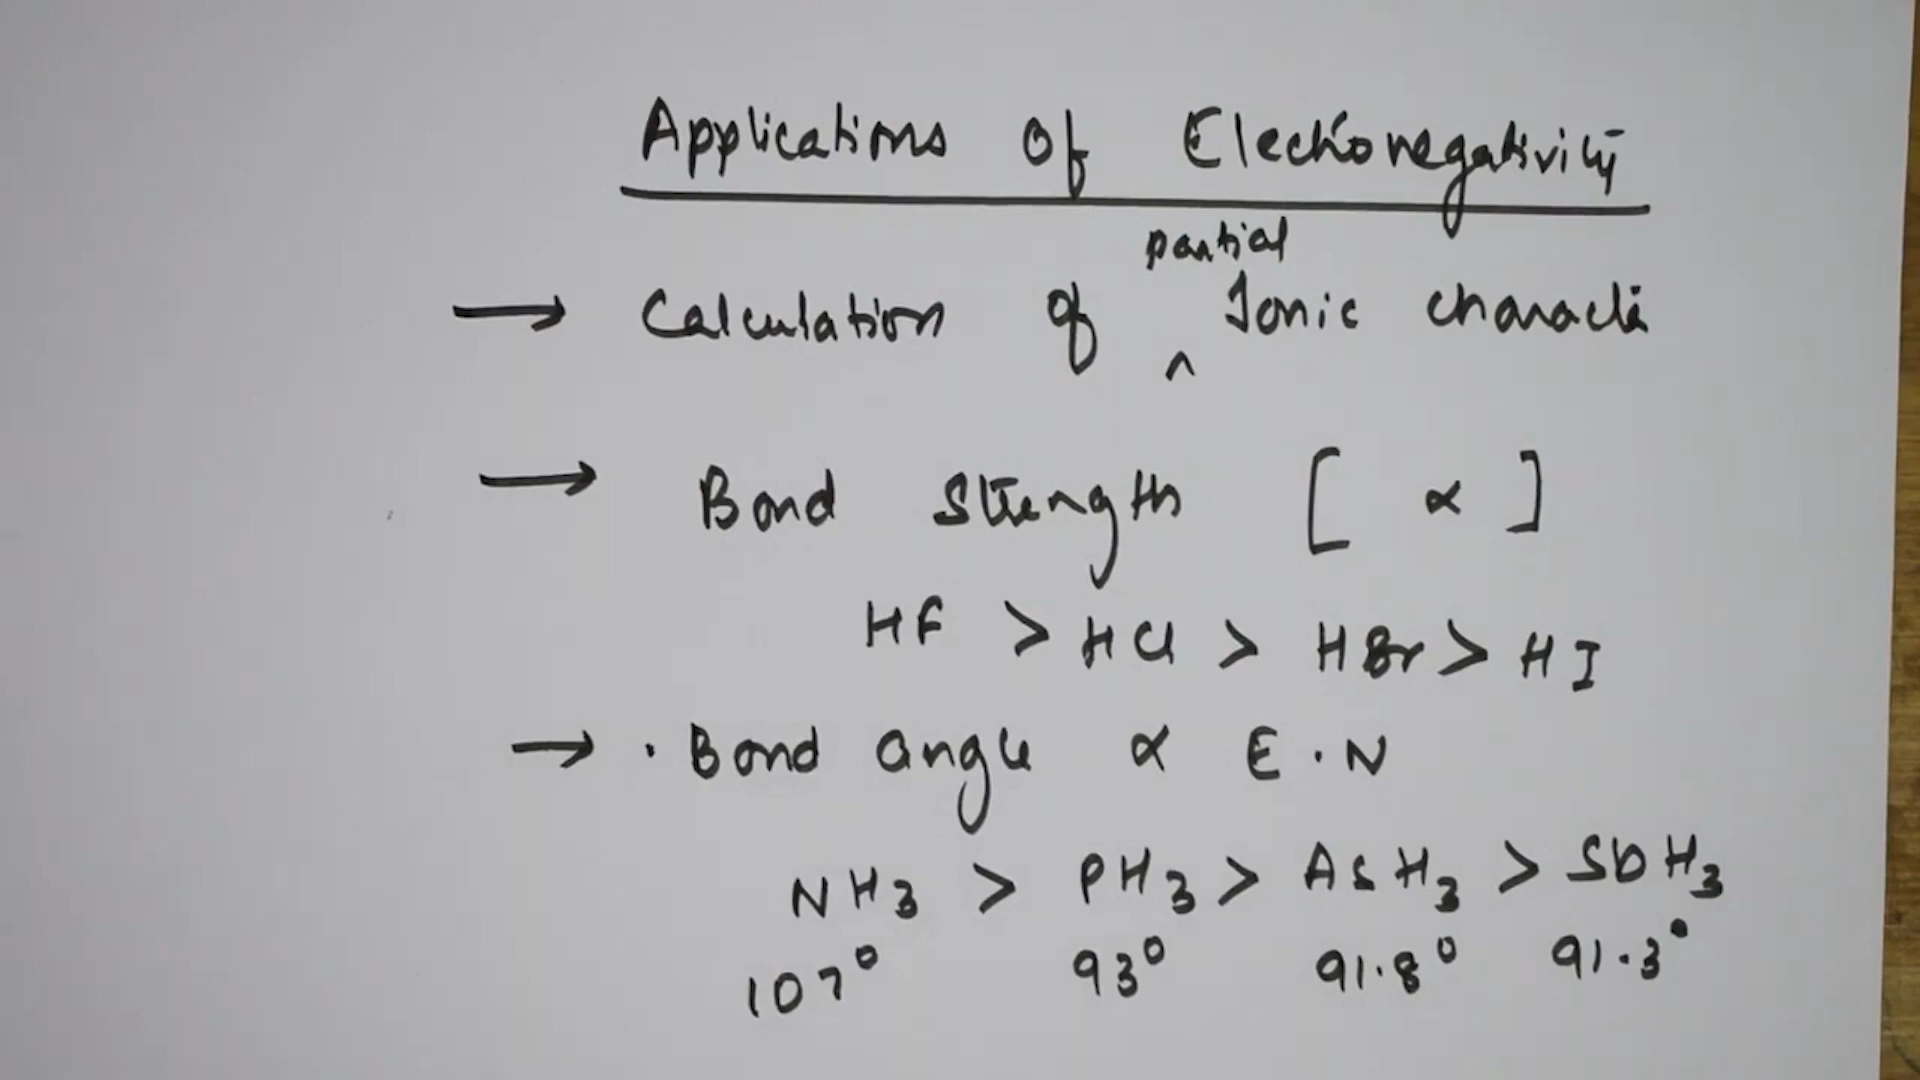 Applications Of Electronegativity
Calculation of partial Ionic character
→ Bond Strength [ ∝ ]
HF > HCl > HBr > HI
→ · Bond angle ∝ E.N
NH3 > PH3 > AsH3 > SbH3
107° 93° 91.8° 91.3°